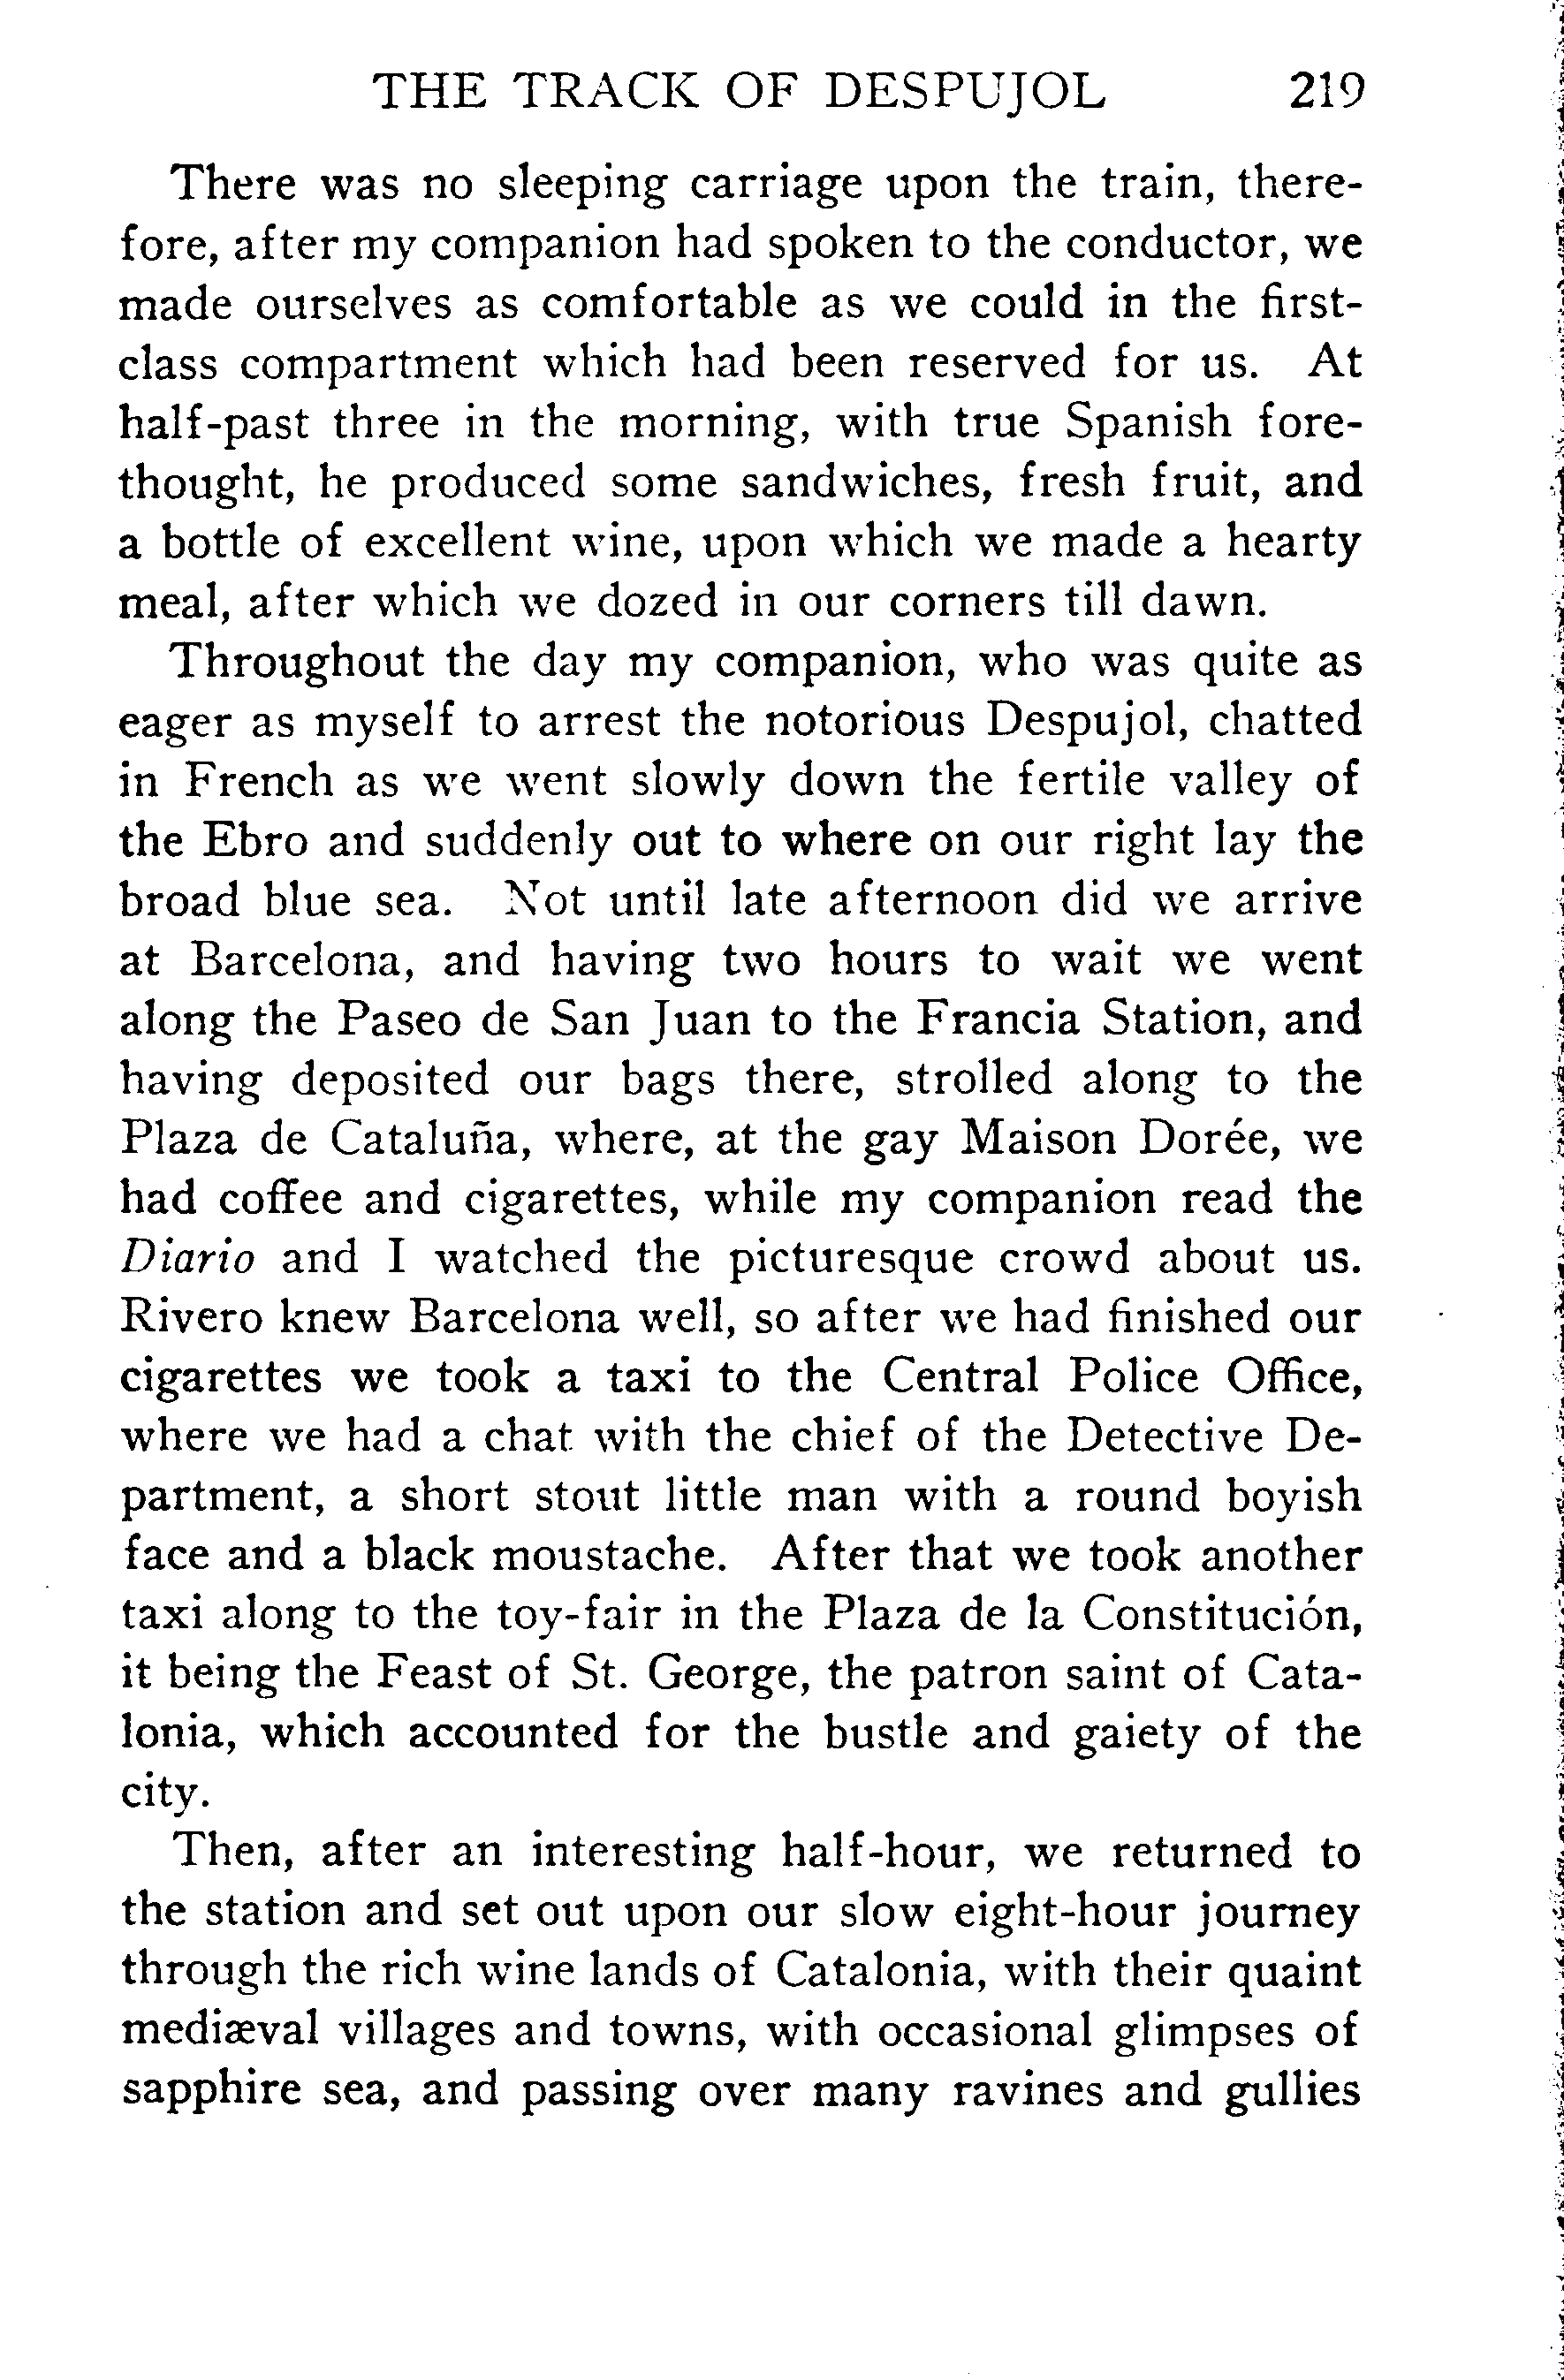 THE TRACK OF DESPUJOL 219
There was no sleeping carriage upon the train, there-
fore, after my companion had spoken to the conductor, we
made ourselves as comfortable as we could in the first-
class compartment which had been reserved for us. At
half-past three in the morning, with true Spanish fore-
thought, he produced some sandwiches, fresh fruit, and
a bottle of excellent wine, upon which we made a hearty
meal, after which we dozed in our corners till dawn.
Throughout the day my companion, who was quite as
eager as myself to arrest the notorious Despujol, chatted
in French as we went slowly down the fertile valley of
the Ebro and suddenly out to where on our right lay the
broad blue sea. Not until late afternoon did we arrive
at Barcelona, and having two hours to wait we went
along the Paseo de San Juan to the Francia Station, and
having deposited our bags there, strolled along to the
Plaza de Cataluña, where, at the gay Maison Dorée, we
had coffee and cigarettes, while my companion read the
Diario and I watched the picturesque crowd about us.
Rivero knew Barcelona well, so after we had finished our
cigarettes we took a taxi to the Central Police Office,
where we had a chat with the chief of the Detective De-
partment, a short stout little man with a round boyish
face and a black moustache. After that we took another
taxi along to the toy-fair in the Plaza de la Constitución,
it being the Feast of St. George, the patron saint of Cata-
lonia, which accounted for the bustle and gaiety of the
city.
Then, after an interesting half-hour, we returned to
the station and set out upon our slow eight-hour journey
through the rich wine lands of Catalonia, with their quaint
mediæval villages and towns, with occasional glimpses of
sapphire sea, and passing over many ravines and gullies